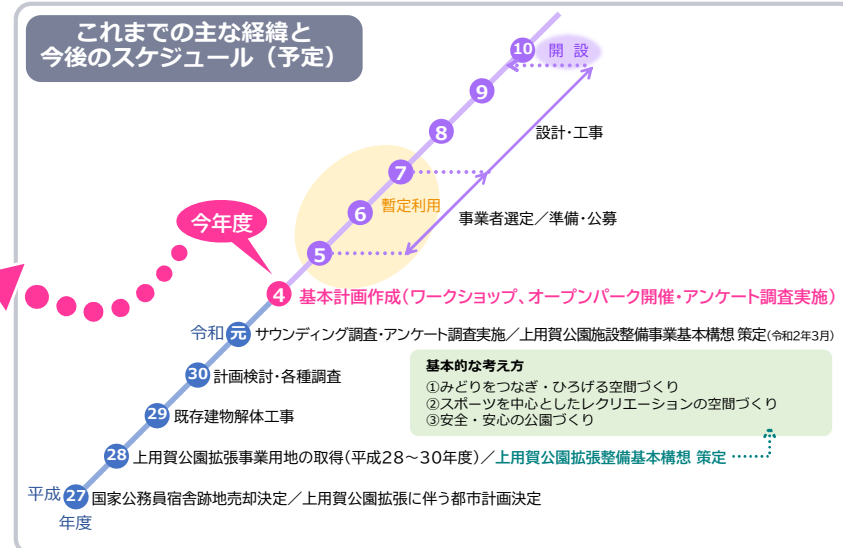 これまでの主な経緯と
今後のスケジュール（予定）
10 開 設
9
設計・工事
8
7
暫定利用
6
事業者選定／準備・公募
今年度
5
4 基本計画作成（ワークショップ、オープンパーク開催・アンケート調査実施）
令和 元 サウンディング調査・アンケート調査実施／上用賀公園施設整備事業基本構想 策定（令和2年3月）
30 計画検討・各種調査
基本的な考え方
①みどりをつなぎ・ひろげる空間づくり
②スポーツを中心としたレクリエーションの空間づくり
③安全・安心の公園づくり
29 既存建物解体工事
28 上用賀公園拡張事業用地の取得（平成28～30年度）／上用賀公園拡張整備基本構想 策定
平成 27 国家公務員宿舎跡地売却決定／上用賀公園拡張に伴う都市計画決定
年度